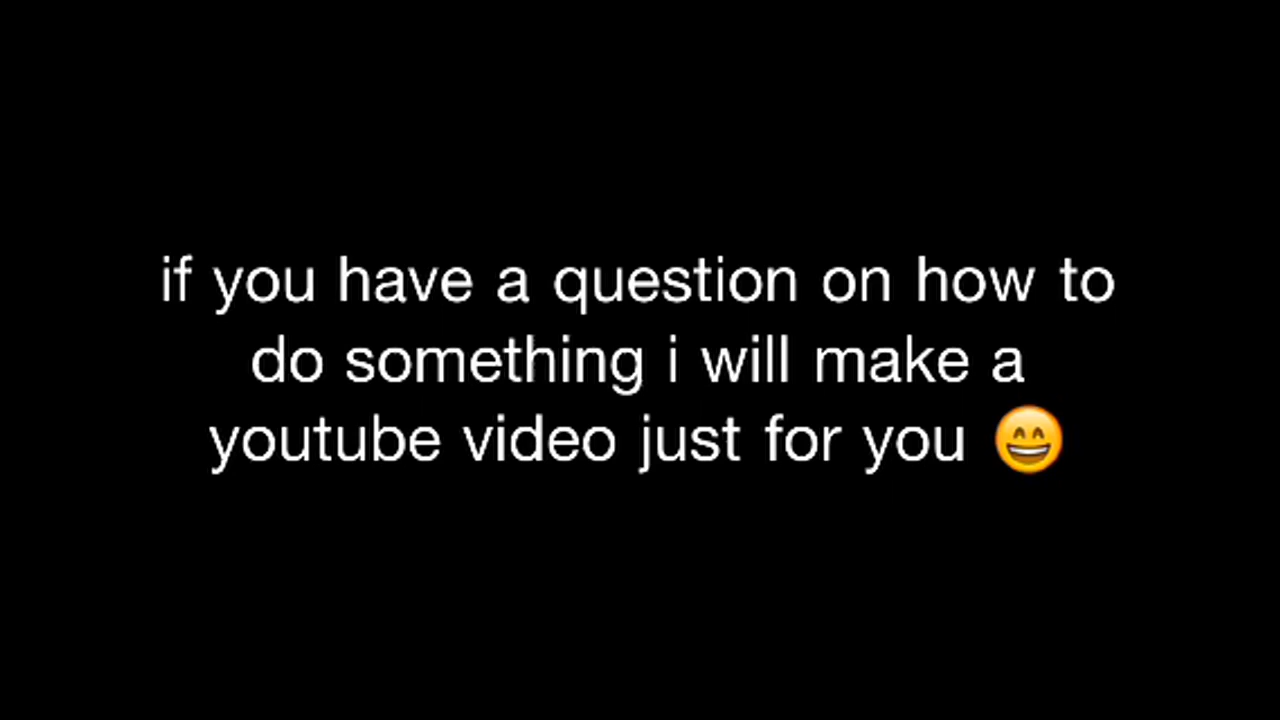 if you have a question on how to
do something i will make a
youtube video just for you 😄